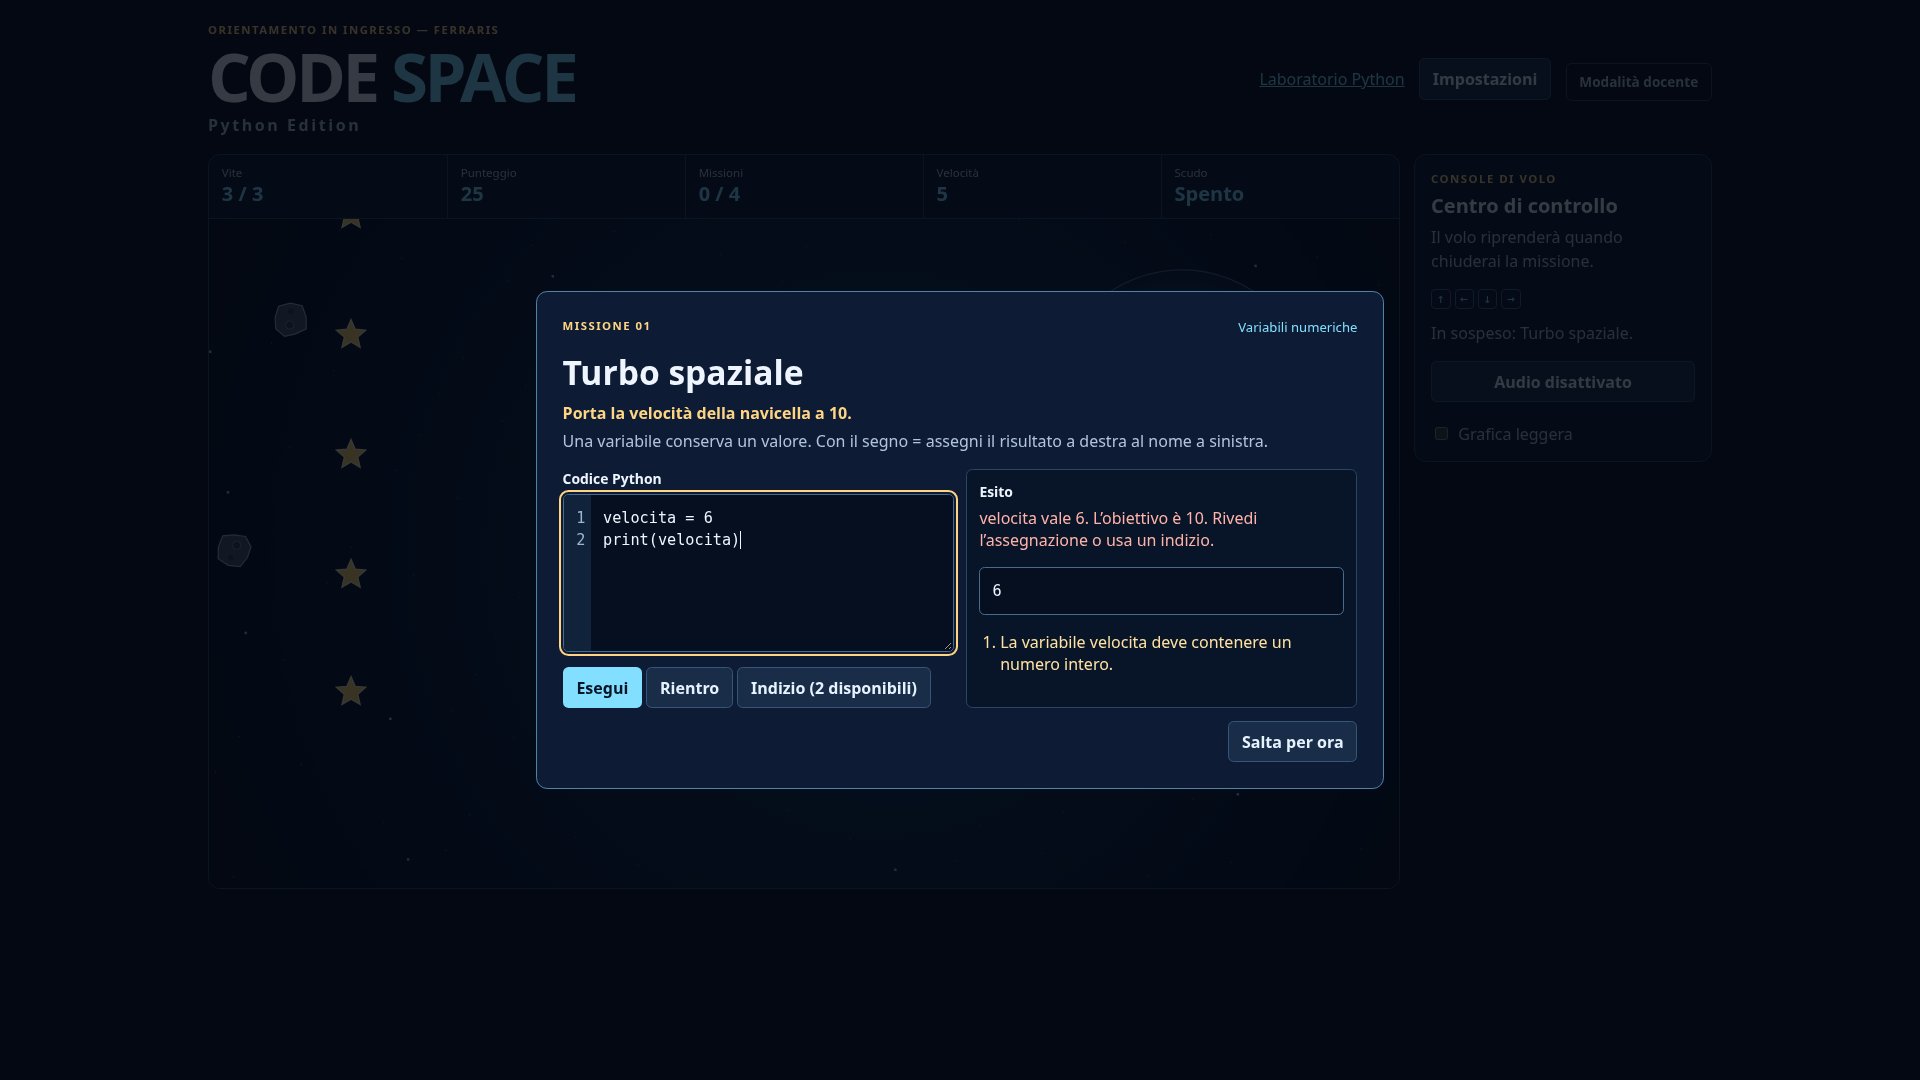 ORIENTAMENTO IN INGRESSO — FERRARIS
CODE SPACE
Python Edition
Laboratorio Python
Impostazioni
Modalità docente
Vite
3 / 3
Punteggio
25
Missioni
0 / 4
Velocità
5
Scudo
Spento
CONSOLE DI VOLO
Centro di controllo
Il volo riprenderà quando
chiuderai la missione.
↑ ← ↓ →
In sospeso: Turbo spaziale.
Audio disattivato
Grafica leggera
MISSIONE 01
Variabili numeriche
Turbo spaziale
Porta la velocità della navicella a 10.
Una variabile conserva un valore. Con il segno = assegni il risultato a destra al nome a sinistra.
Codice Python
1 velocita = 6
2 print(velocita)
Esegui
Rientro
Indizio (2 disponibili)
Esito
velocita vale 6. L’obiettivo è 10. Rivedi
l’assegnazione o usa un indizio.
6
1. La variabile velocita deve contenere un
numero intero.
Salta per ora